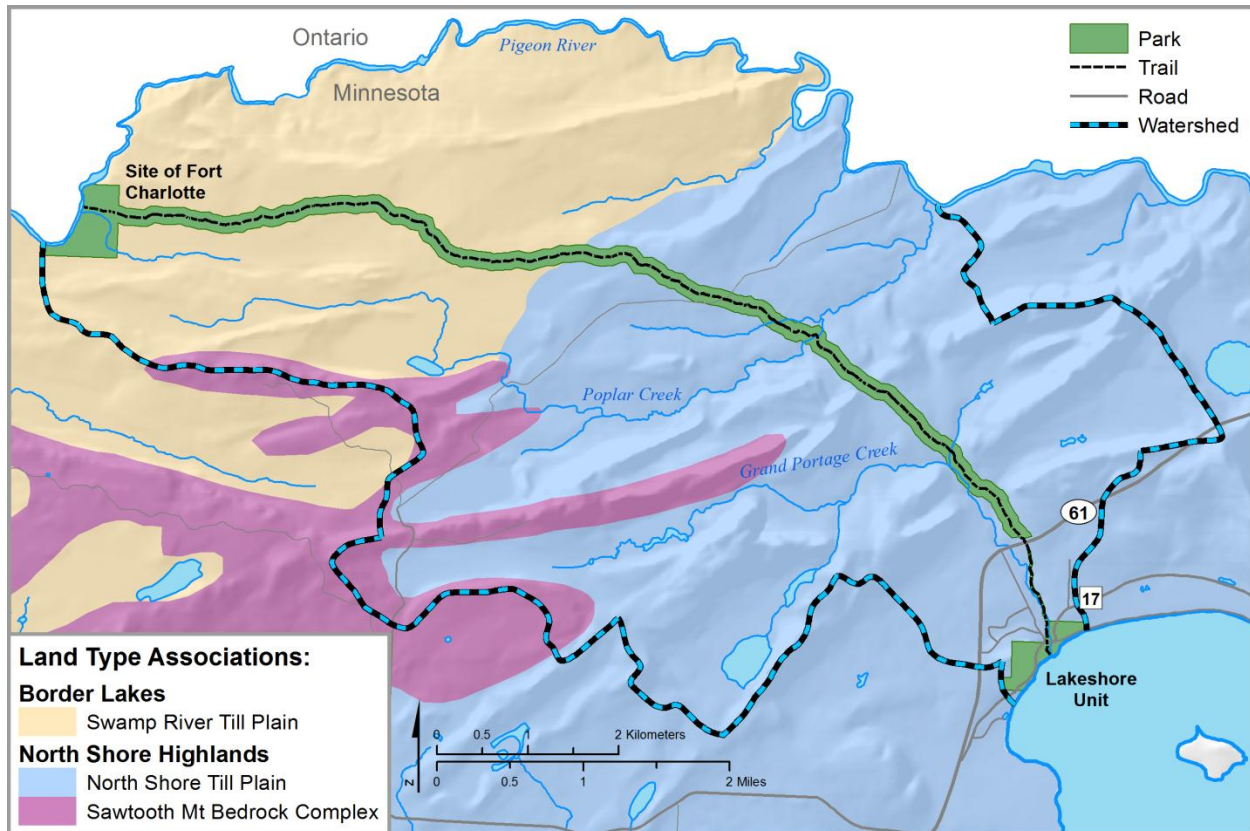 Ontario
Pigeon River
Minnesota
Park
Trail
Road
Watershed
Site of Fort
Charlotte
Poplar Creek
Grand Portage Creek
61
17
Lakeshore
Unit
Land Type Associations:
Border Lakes
Swamp River Till Plain
North Shore Highlands
North Shore Till Plain
Sawtooth Mt Bedrock Complex
N
0 0.5 1 2 Kilometers
0 0.5 1 2 Miles